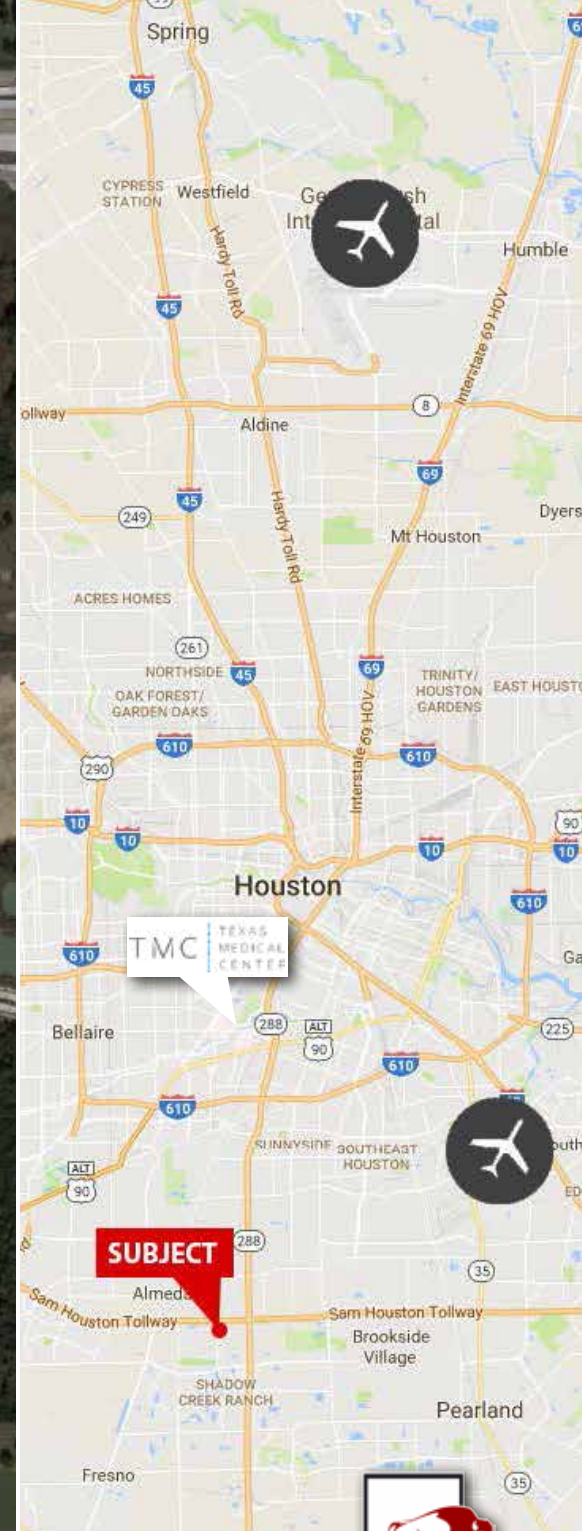 Spring
45
CYPRESS
STATION
Westfield
Humble
Hardy Toll Rd
45
Interstate 69 HOV
8
Aldine
69
45
249
Hardy Toll Rd
Mt Houston
ACRES HOMES
261
NORTHSIDE
45
69
TRINITY/
HOUSTON
GARDENS
OAK FOREST/
GARDEN OAKS
610
Interstate 69 HOV
610
290
10
10
10
90
10
Houston
610
TMC
TEXAS
MEDICAL
CENTER
610
Bellaire
288
ALT
90
225
610
610
SUNNYSIDE
SOUTHEAST
HOUSTON
ALT
90
SUBJECT
288
35
Sam Houston Tollway
Sam Houston Tollway
Brookside
Village
SHADOW
CREEK RANCH
Pearland
Fresno
35